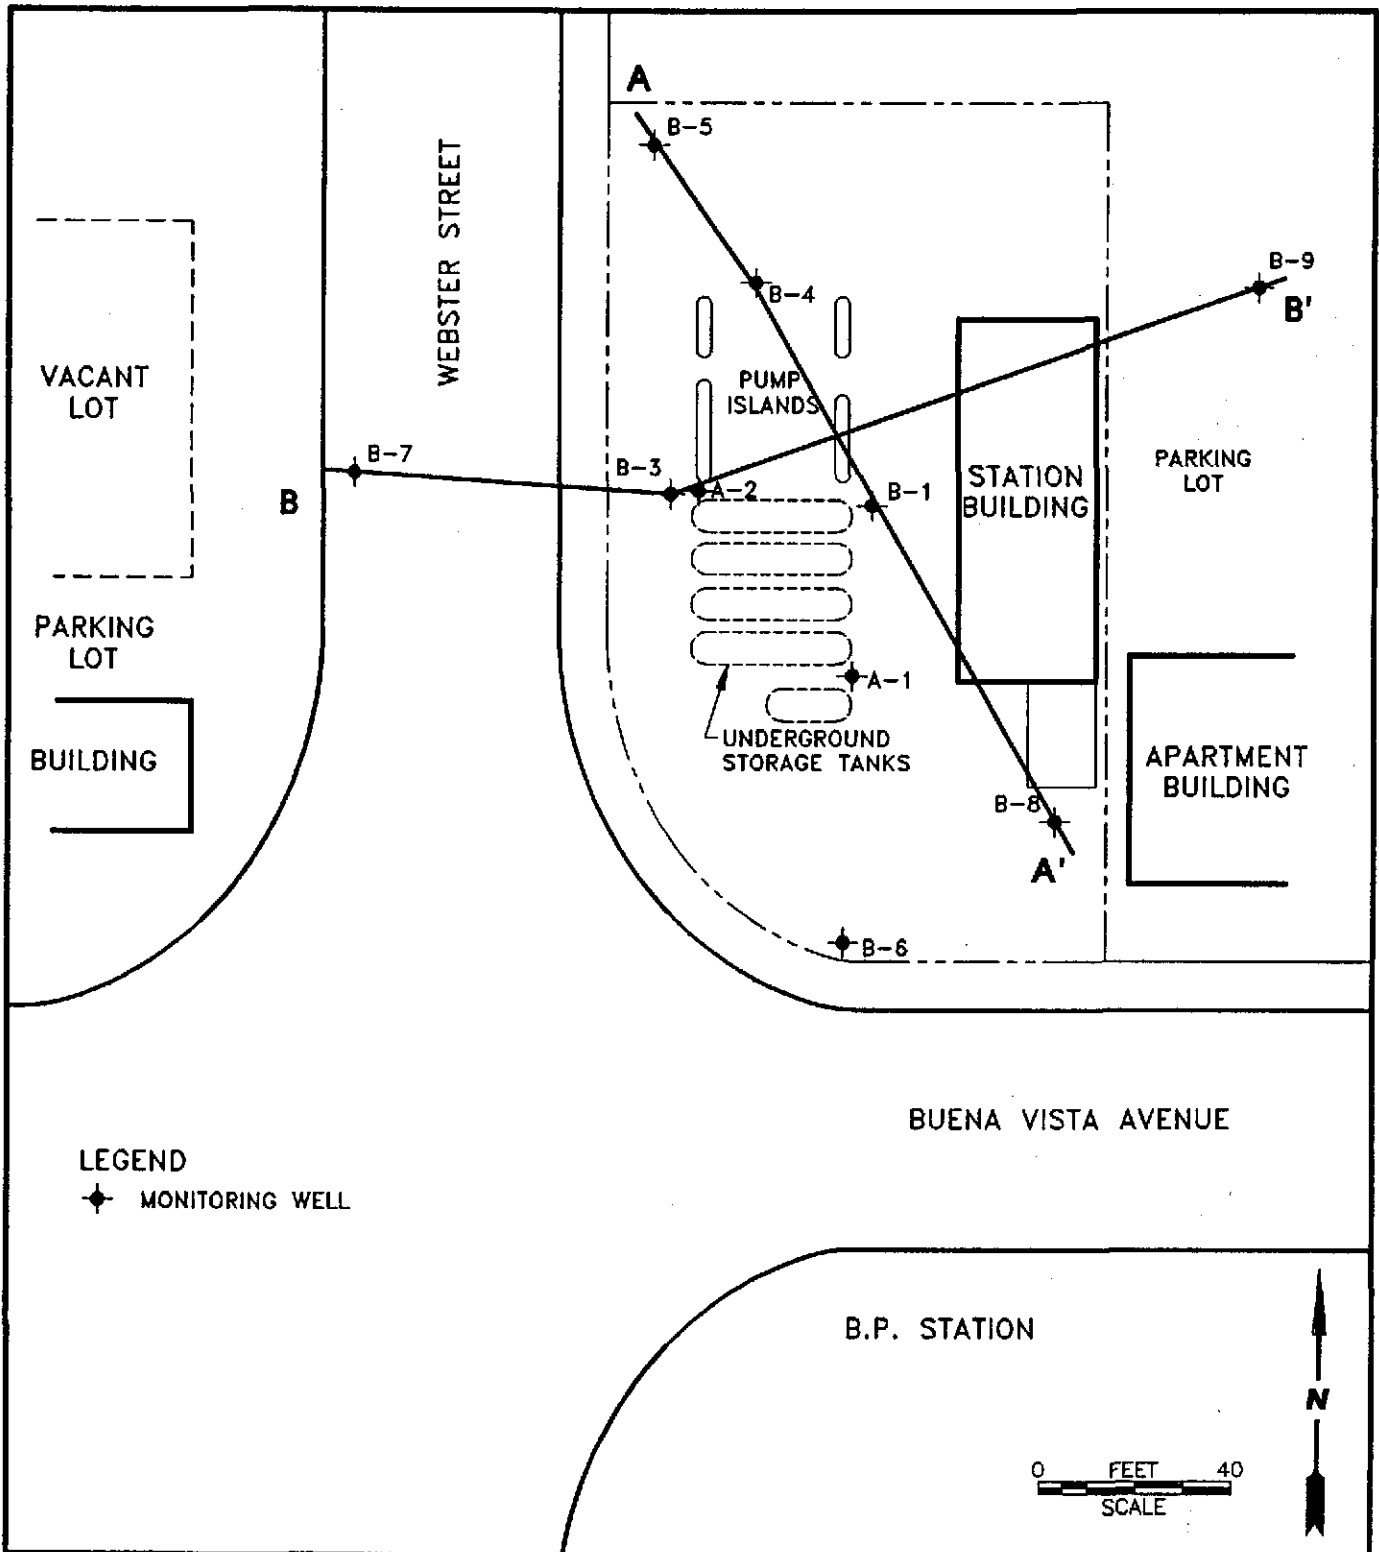 A
B-5
WEBSTER STREET
B-9
B-4
B'
VACANT
LOT
PUMP
ISLANDS
B-7
B-3
A-2
B-1
B
STATION
BUILDING
PARKING
LOT
PARKING
LOT
A-1
BUILDING
UNDERGROUND
STORAGE TANKS
APARTMENT
BUILDING
B-8
A'
B-6
BUENA VISTA AVENUE
LEGEND
MONITORING WELL
B.P. STATION
N
0 FEET 40
SCALE